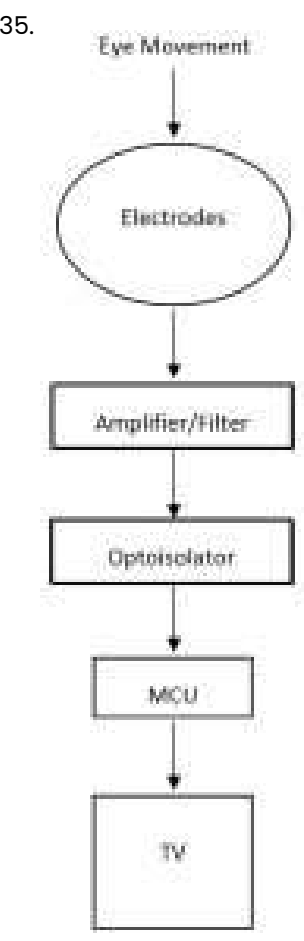 35.
Eye Movement
Electrodes
Amplifier/Filter
Optoisolator
MCU
TV